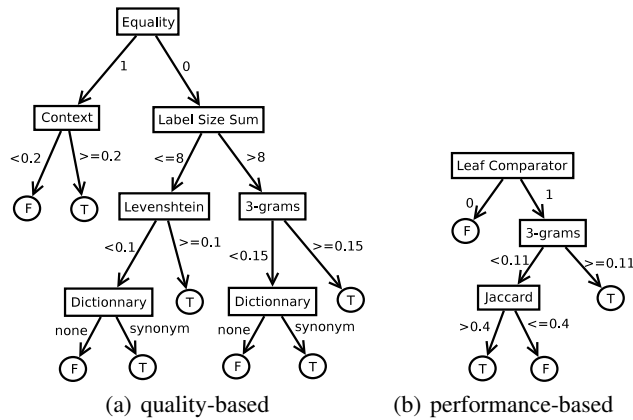 Equality
1 0
Context Label Size Sum
<0.2 >=0.2 <=8 >8
F T Levenshtein 3-grams
<0.1 >=0.1 <0.15 >=0.15
Dictionnary T Dictionnary T
none synonym none synonym
F T F T
(a) quality-based
Leaf Comparator
0 1
F 3-grams
<0.11 >=0.11
Jaccard T
>0.4 <=0.4
T F
(b) performance-based